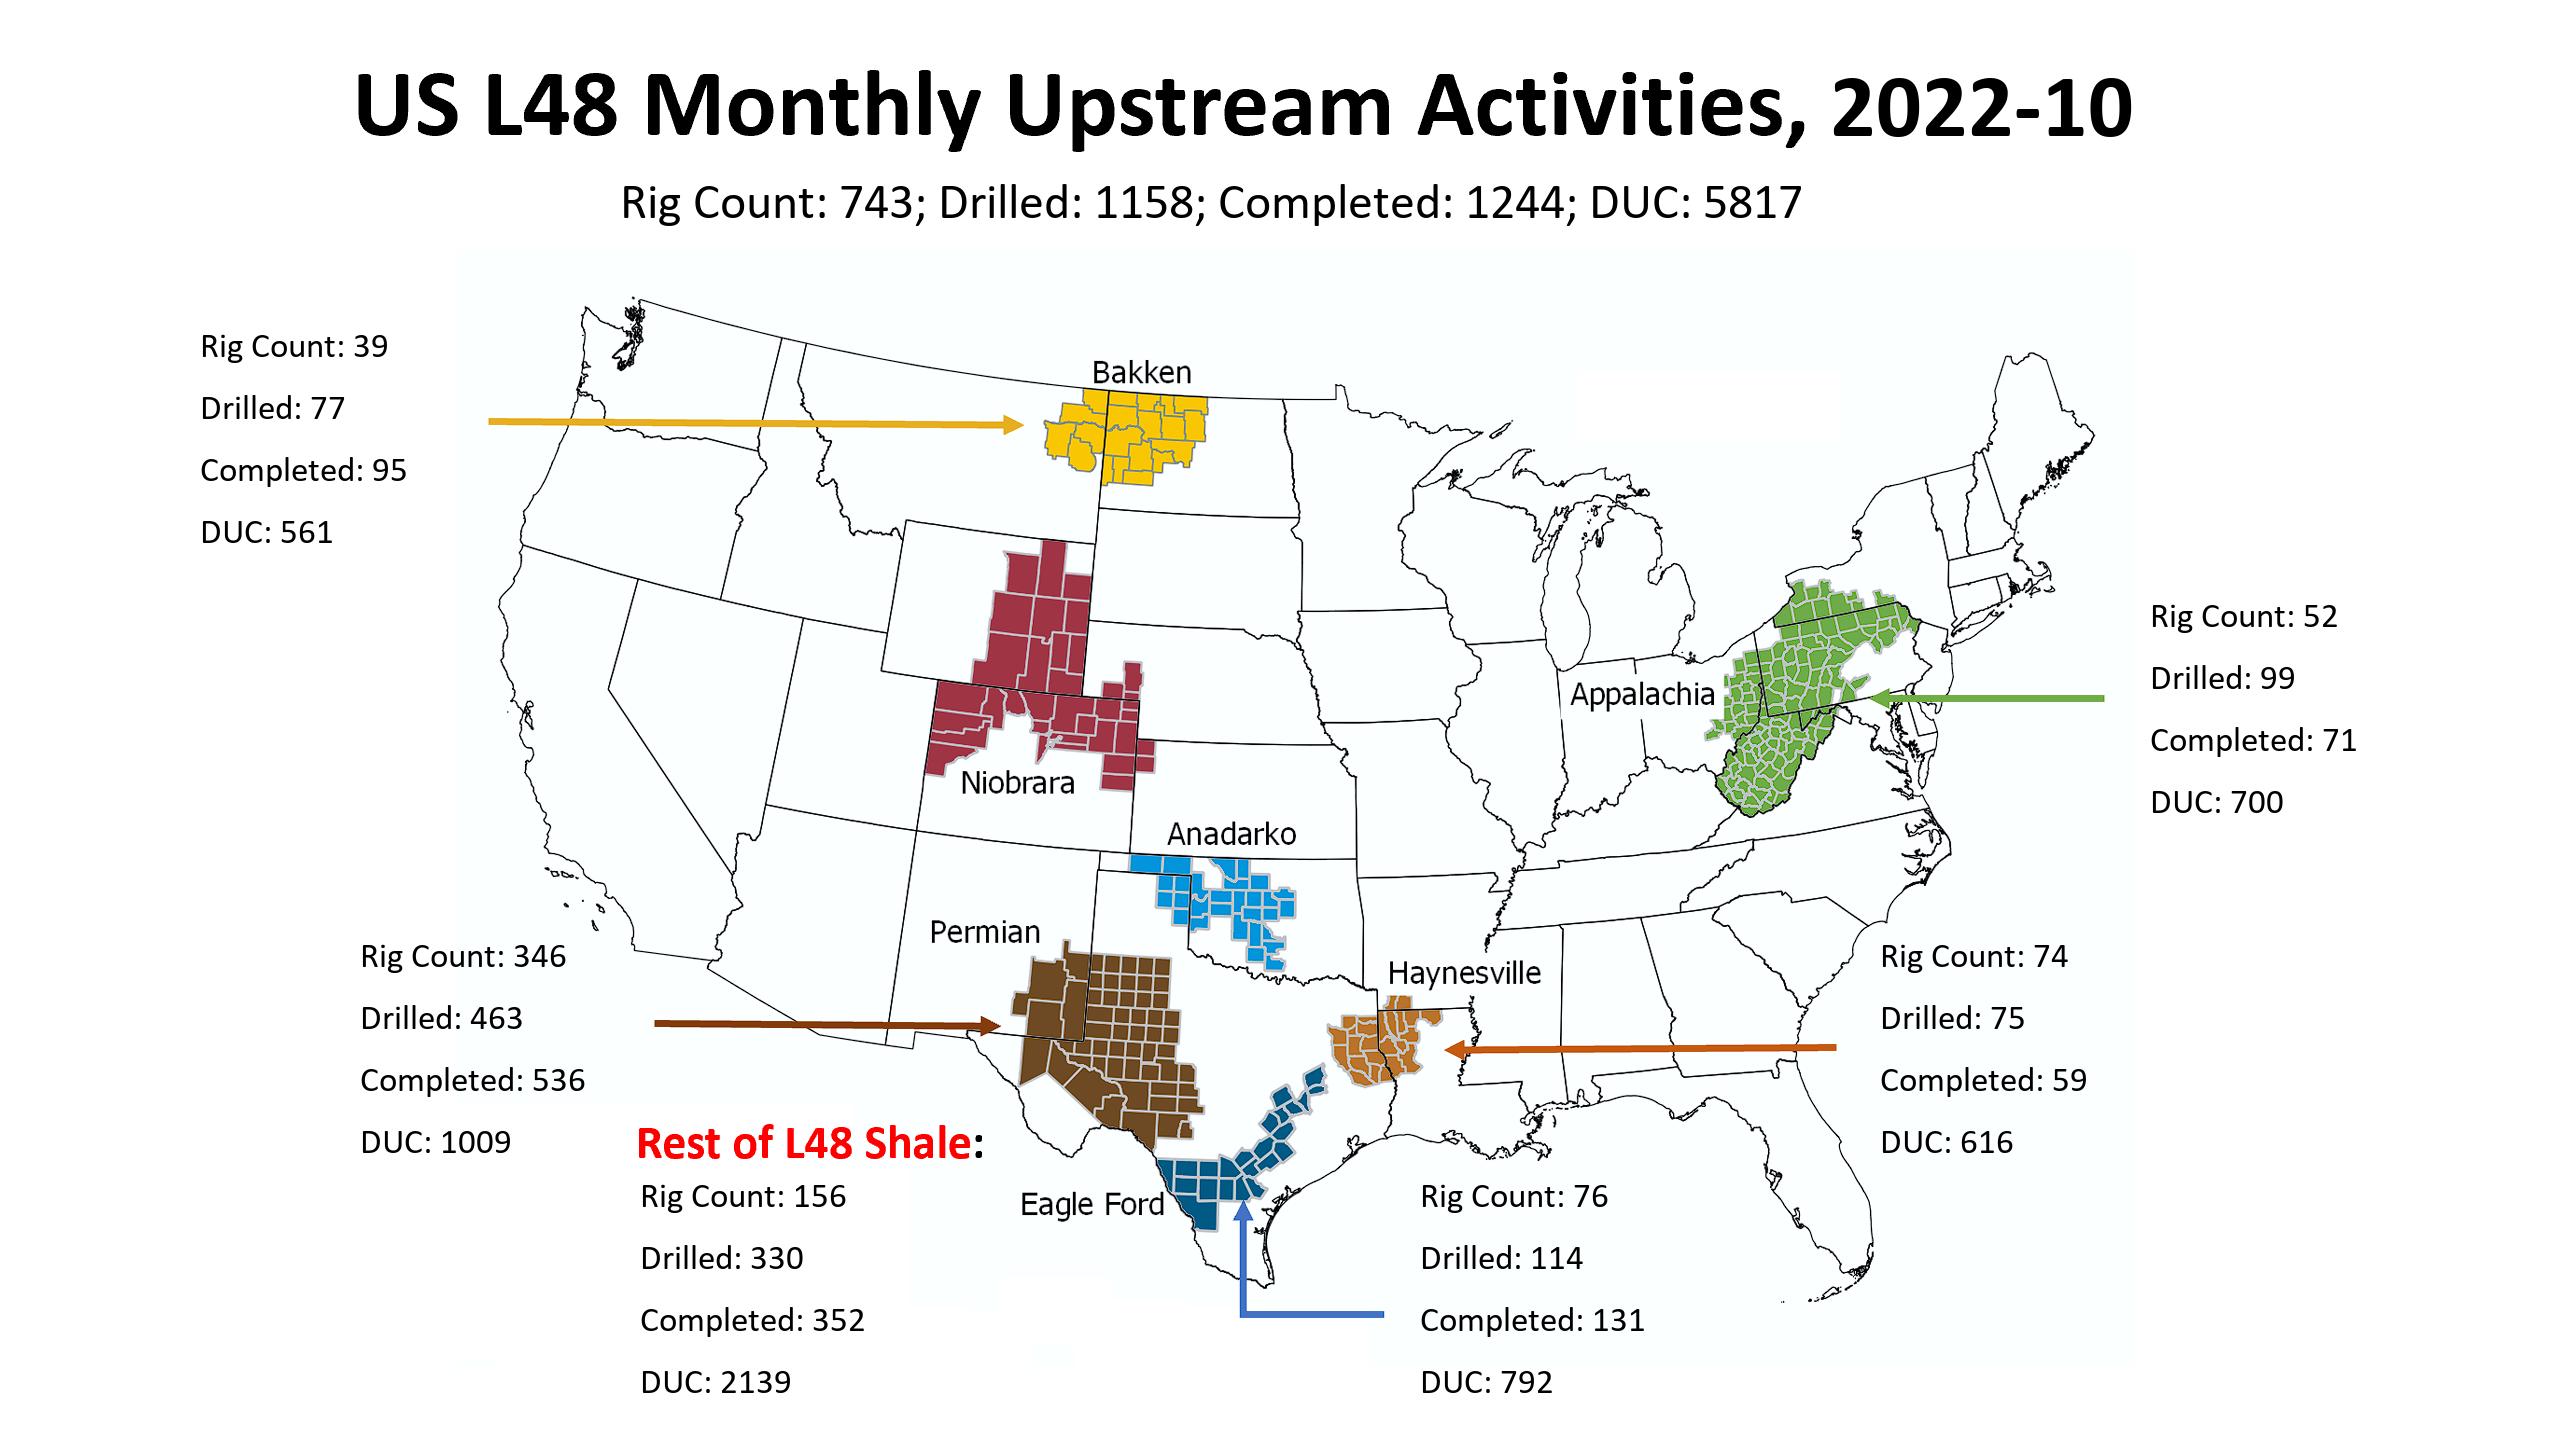 US L48 Monthly Upstream Activities, 2022-10
Rig Count: 743; Drilled: 1158; Completed: 1244; DUC: 5817
Rig Count: 39
Drilled: 77
Completed: 95
DUC: 561
Bakken
Rig Count: 52
Drilled: 99
Completed: 71
DUC: 700
Appalachia
Niobrara
Anadarko
Permian
Rig Count: 346
Drilled: 463
Completed: 536
DUC: 1009
Haynesville
Rig Count: 74
Drilled: 75
Completed: 59
DUC: 616
Rest of L48 Shale:
Rig Count: 156
Drilled: 330
Completed: 352
DUC: 2139
Eagle Ford
Rig Count: 76
Drilled: 114
Completed: 131
DUC: 792